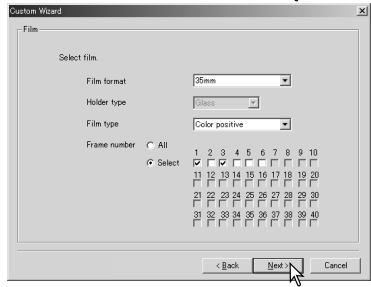 Custom Wizard
Film
Select film.
Film format 35mm
Holder type Glass
Film type Color positive
Frame number All
Select
1 2 3 4 5 6 7 8 9 10
11 12 13 14 15 16 17 18 19 20
21 22 23 24 25 26 27 28 29 30
31 32 33 34 35 36 37 38 39 40
< Back Next > Cancel